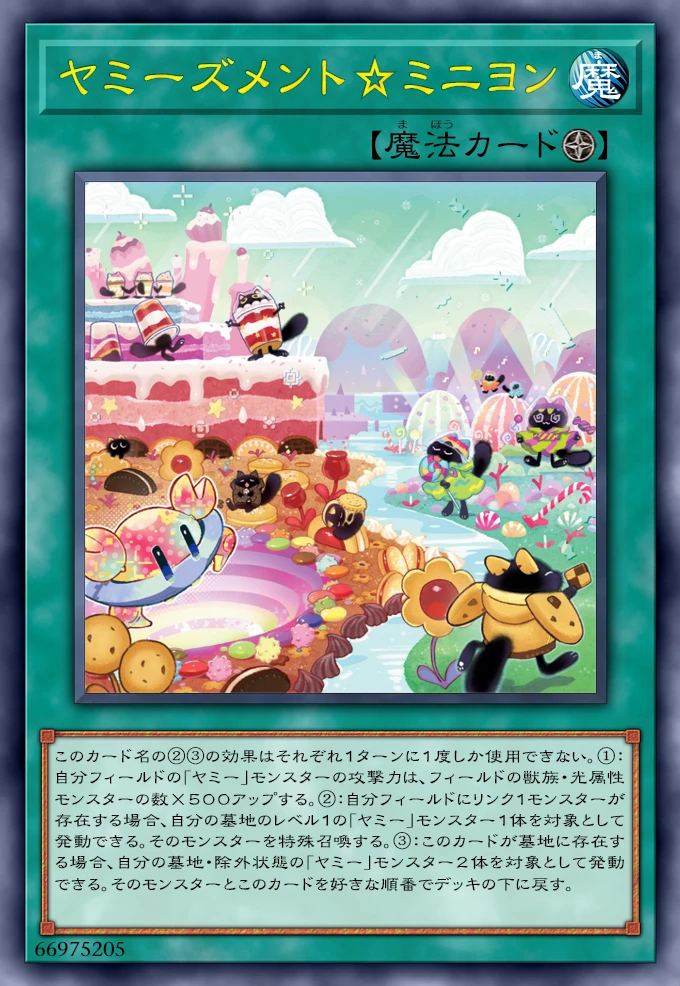 ヤミーズメント☆ミニヨン
魔
ま
ま ほう
【魔法カード】
このカード名の②③の効果はそれぞれ1ターンに1度しか使用できない。①：
自分フィールドの「ヤミー」モンスターの攻撃力は、フィールドの獣族・光属性
モンスターの数×500アップする。②：自分フィールドにリンク1モンスターが
存在する場合、自分の墓地のレベル1の「ヤミー」モンスター1体を対象として
発動できる。そのモンスターを特殊召喚する。③：このカードが墓地に存在す
る場合、自分の墓地・除外状態の「ヤミー」モンスター2体を対象として発動
できる。そのモンスターとこのカードを好きな順番でデッキの下に戻す。
66975205